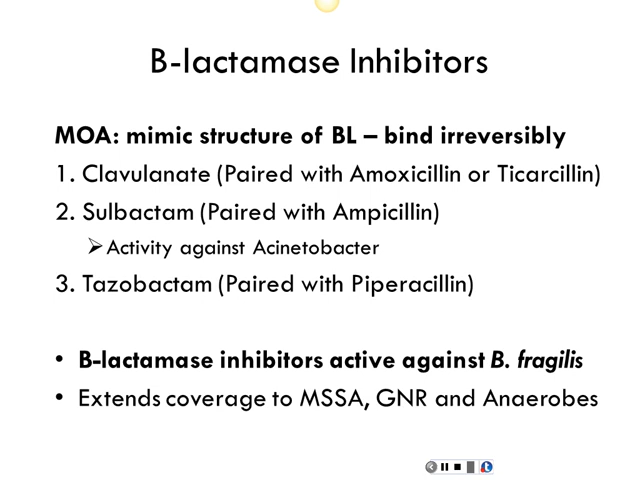 B-lactamase Inhibitors
MOA: mimic structure of BL – bind irreversibly
1. Clavulanate (Paired with Amoxicillin or Ticarcillin)
2. Sulbactam (Paired with Ampicillin)
➢Activity against Acinetobacter
3. Tazobactam (Paired with Piperacillin)
• B-lactamase inhibitors active against B. fragilis
• Extends coverage to MSSA, GNR and Anaerobes
t